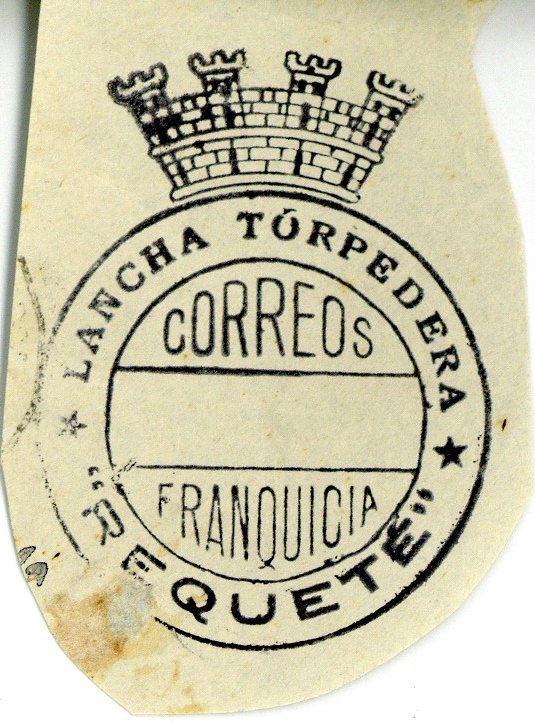 LANCHA TÓRPEDERA
CORREOS
FRANQUICIA
"REQUETÉ"